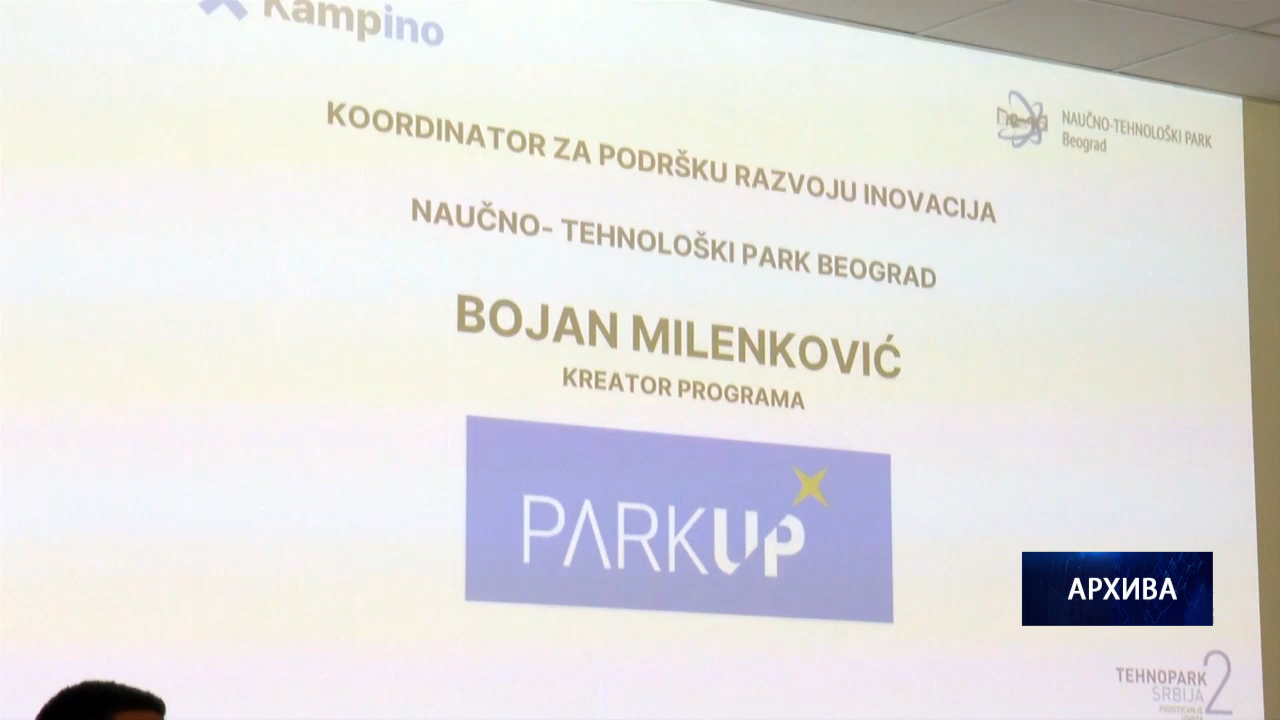 Kampino
NAUČNO-TEHNOLOŠKI PARK
Beograd
KOORDINATOR ZA PODRŠKU RAZVOJU INOVACIJA
NAUČNO- TEHNOLOŠKI PARK BEOGRAD
BOJAN MILENKOVIĆ
KREATOR PROGRAMA
PARKUP
АРХИВА
TEHNOPARK 2
SRBIJA
PODSTICANJE